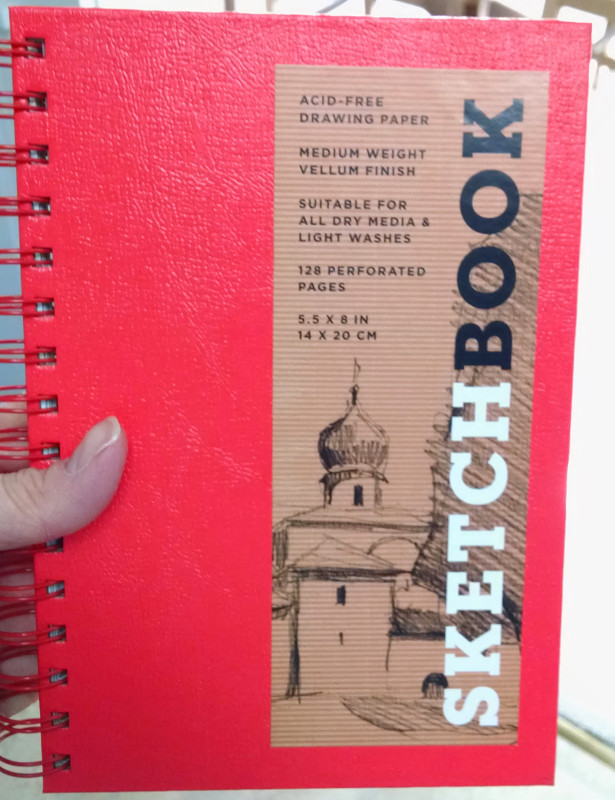 ACID-FREE
DRAWING PAPER
MEDIUM WEIGHT
VELLUM FINISH
SUITABLE FOR
ALL DRY MEDIA &
LIGHT WASHES
128 PERFORATED
PAGES
5.5 X 8 IN
14 X 20 CM
SKETCHBOOK